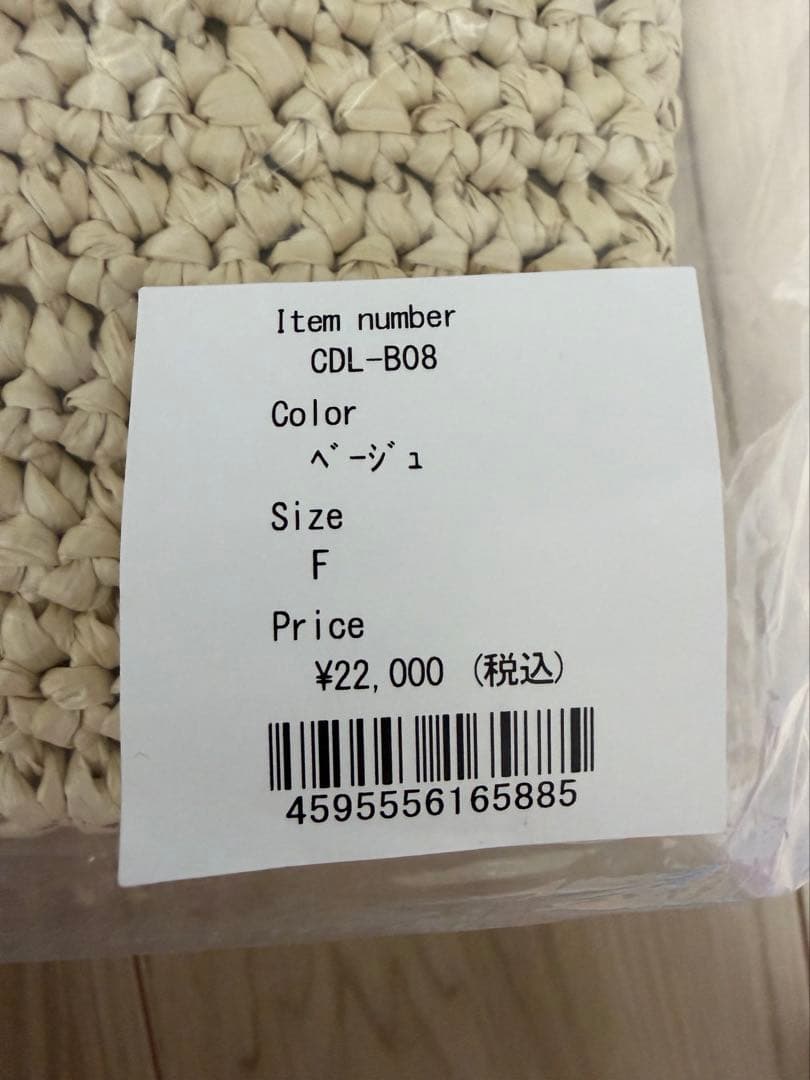 Item number
CDL-B08
Color
ﾍﾞｰｼﾞｭ
Size
F
Price
¥22,000 (税込)
4595556165885